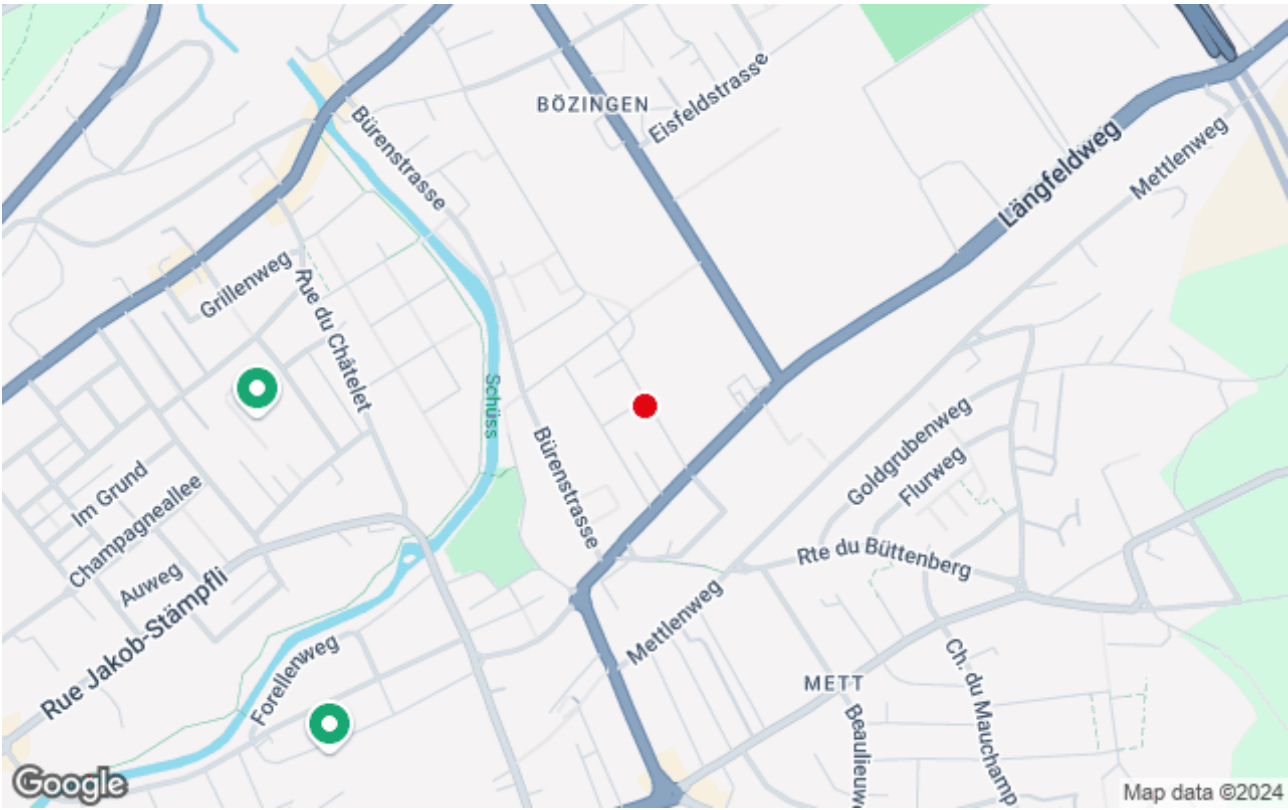 BÖZINGEN
Eisfeldstrasse
Bürenstrasse
Längfeldweg
Mettlenweg
Grillenweg
Rue du Châtelet
Schüss
Bürenstrasse
Goldgrubenweg
Flurweg
Im Grund
Champagneallee
Auweg
Rue Jakob-Stämpfli
Rte du Büttenberg
Mettlenweg
Forellenweg
METT
Ch. du Mauchamp
Beaulieuw
Google
Map data ©2024